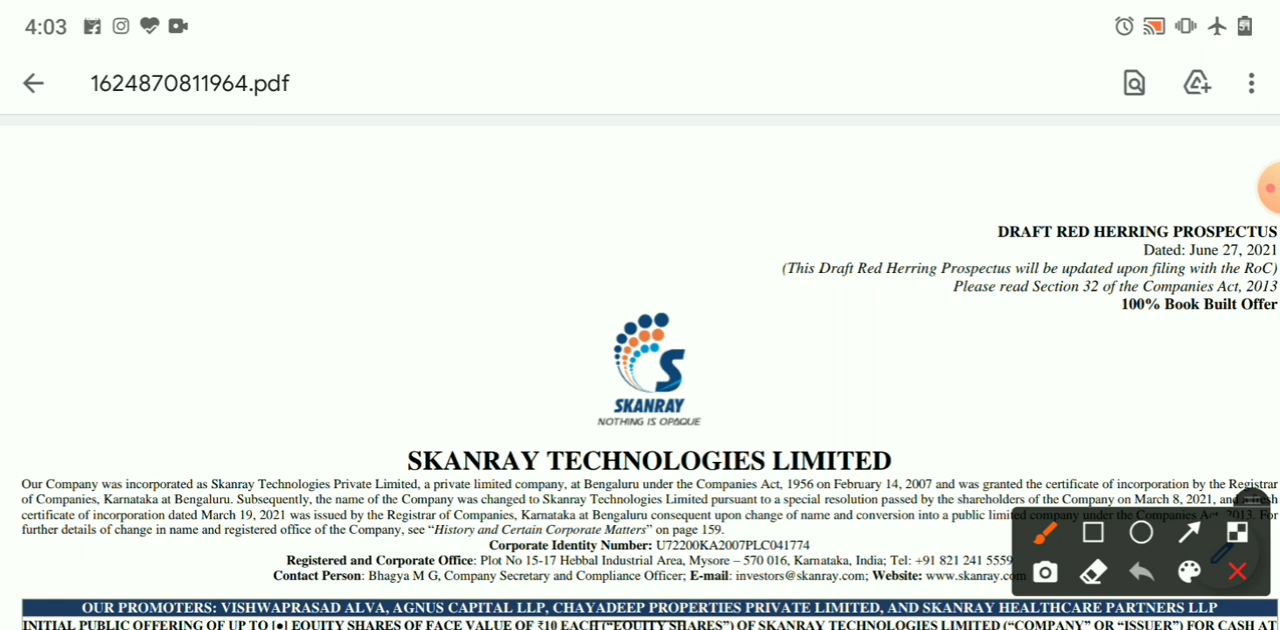 4:03
51
1624870811964.pdf
DRAFT RED HERRING PROSPECTUS
Dated: June 27, 2021
(This Draft Red Herring Prospectus will be updated upon filing with the RoC)
Please read Section 32 of the Companies Act, 2013
100% Book Built Offer
S
SKANRAY
NOTHING IS OPAQUE
SKANRAY TECHNOLOGIES LIMITED
Our Company was incorporated as Skanray Technologies Private Limited, a private limited company, at Bengaluru under the Companies Act, 1956 on February 14, 2007 and was granted the certificate of incorporation by the Registrar
of Companies, Karnataka at Bengaluru. Subsequently, the name of the Company was changed to Skanray Technologies Limited pursuant to a special resolution passed by the shareholders of the Company on March 8, 2021, and a fresh
certificate of incorporation dated March 19, 2021 was issued by the Registrar of Companies, Karnataka at Bengaluru consequent upon change of name and conversion into a public limited company under the Companies Act, 2013. For
further details of change in name and registered office of the Company, see “History and Certain Corporate Matters” on page 159.
Corporate Identity Number: U72200KA2007PLC041774
Registered and Corporate Office: Plot No 15-17 Hebbal Industrial Area, Mysore – 570 016, Karnataka, India; Tel: +91 821 241 5559
Contact Person: Bhagya M G, Company Secretary and Compliance Officer; E-mail: investors@skanray.com; Website: www.skanray.com
OUR PROMOTERS: VISHWAPRASAD ALVA, AGNUS CAPITAL LLP, CHAYADEEP PROPERTIES PRIVATE LIMITED, AND SKANRAY HEALTHCARE PARTNERS LLP
INITIAL PUBLIC OFFERING OF UP TO [●] EQUITY SHARES OF FACE VALUE OF ₹10 EACH (“EQUITY SHARES”) OF SKANRAY TECHNOLOGIES LIMITED (“COMPANY” OR “ISSUER”) FOR CASH AT